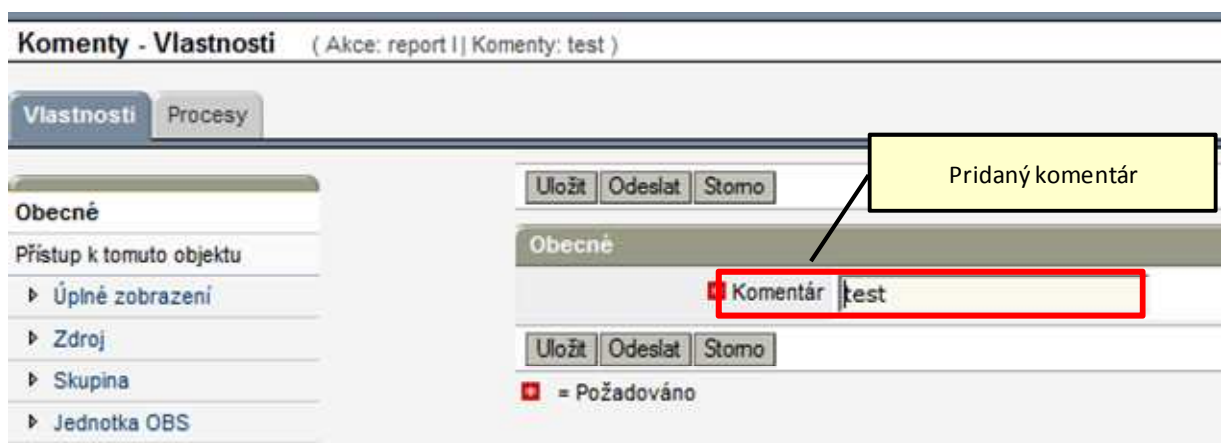 Komenty - Vlastnosti ( Akce: report I | Komenty: test )
Vlastnosti Procesy
Pridaný komentár
Uložit Odeslat Storno
Obecné
Přístup k tomuto objektu
Úplné zobrazení
Zdroj
Skupina
Jednotka OBS
Obecné
Komentár test
Uložit Odeslat Storno
= Požadováno